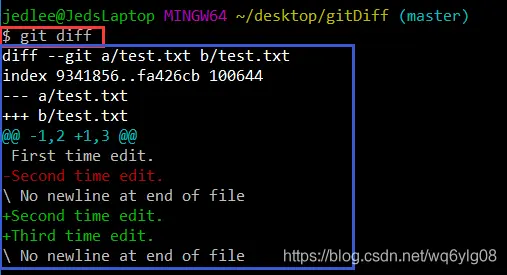 jedlee@JedsLaptop MINGW64 ~/desktop/gitDiff (master)
$ git diff
diff --git a/test.txt b/test.txt
index 9341856..fa426cb 100644
--- a/test.txt
+++ b/test.txt
@@ -1,2 +1,3 @@
 First time edit.
-Second time edit.
\ No newline at end of file
+Second time edit.
+Third time edit.
\ No newline at end of file
https://blog.csdn.net/wq6ylg08